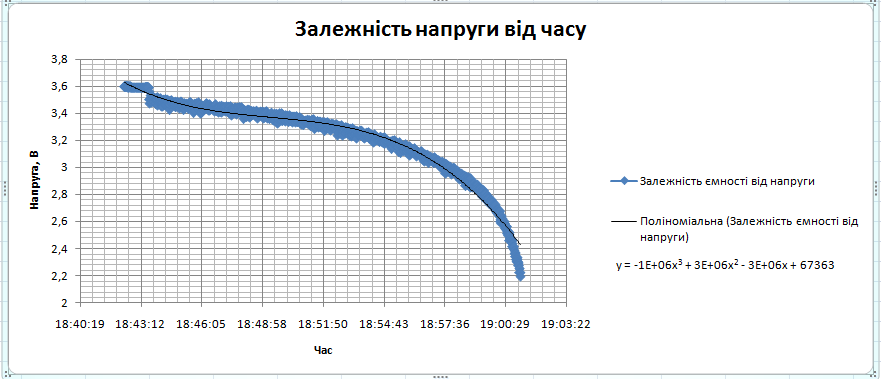 Залежність напруги від часу
3,8
3,6
3,4
3,2
3
2,8
2,6
2,4
2,2
2
Напруга, В
18:40:19 18:43:12 18:46:05 18:48:58 18:51:50 18:54:43 18:57:36 19:00:29 19:03:22
Час
Залежність ємності від напруги
Поліноміальна (Залежність ємності від
напруги)
y = -1E+06x³ + 3E+06x² - 3E+06x + 67363